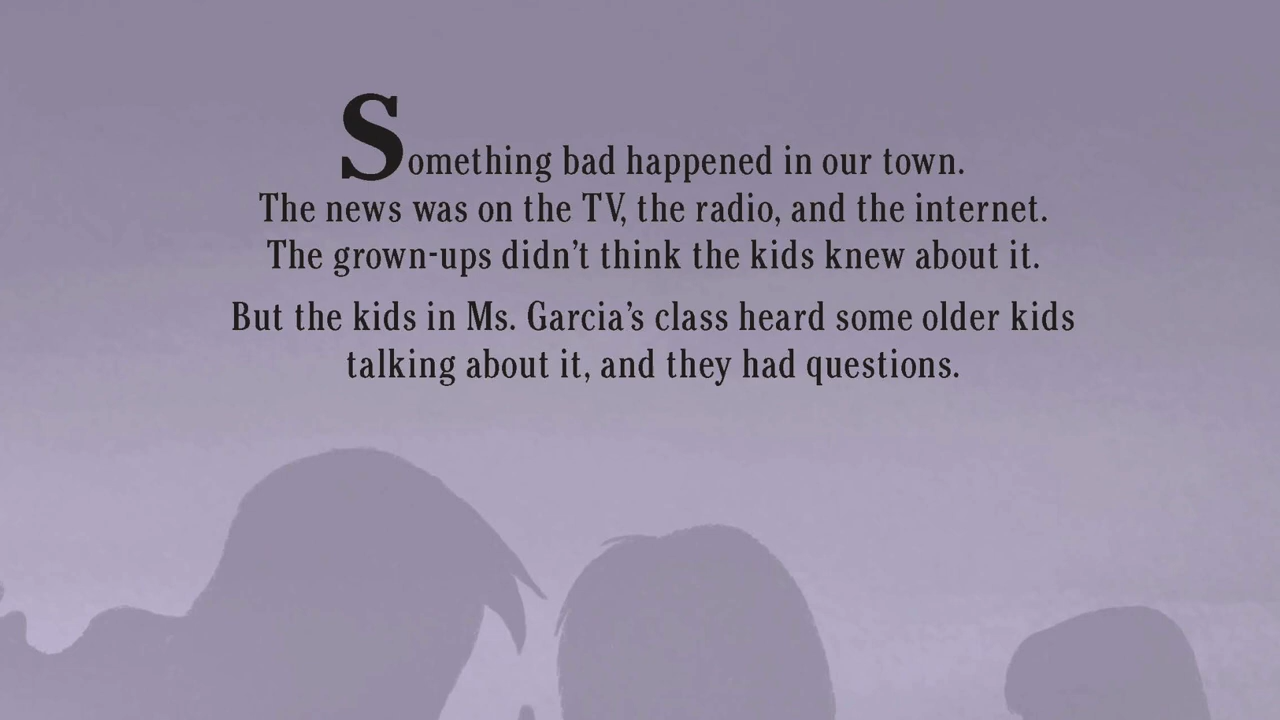 Something bad happened in our town.
The news was on the TV, the radio, and the internet.
The grown-ups didn’t think the kids knew about it.
But the kids in Ms. Garcia’s class heard some older kids
talking about it, and they had questions.